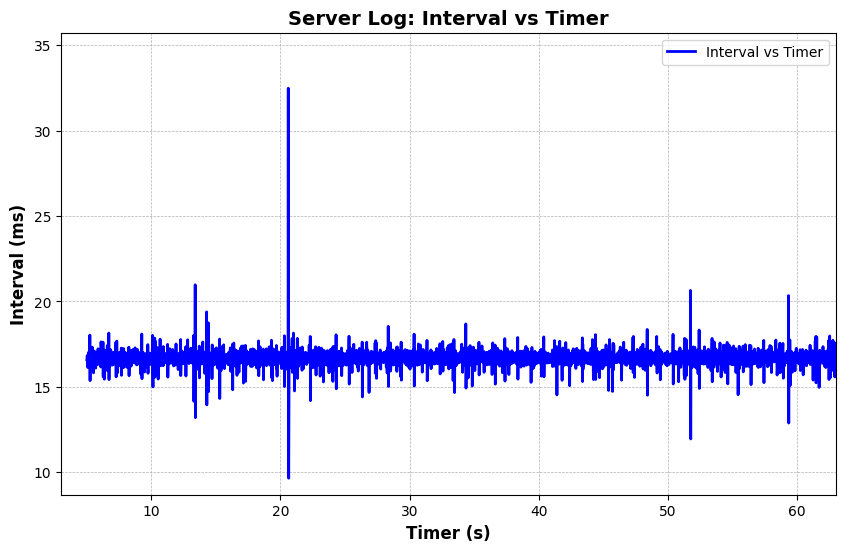 Server Log: Interval vs Timer
Interval vs Timer
35
30
25
20
15
10
Interval (ms)
10 20 30 40 50 60
Timer (s)